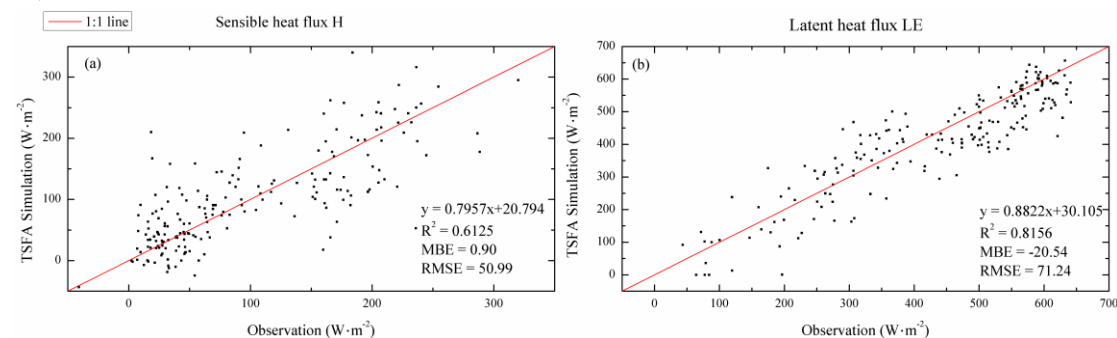 1:1 line
Sensible heat flux H
(a)
TSFA Simulation (W·m⁻²)
300
200
100
0
0
100
200
300
Observation (W·m⁻²)
y = 0.7957x+20.794
R² = 0.6125
MBE = 0.90
RMSE = 50.99
Latent heat flux LE
(b)
TSFA Simulation (W·m⁻²)
700
600
500
400
300
200
100
0
0
100
200
300
400
500
600
700
Observation (W·m⁻²)
y = 0.8822x+30.105
R² = 0.8156
MBE = -20.54
RMSE = 71.24